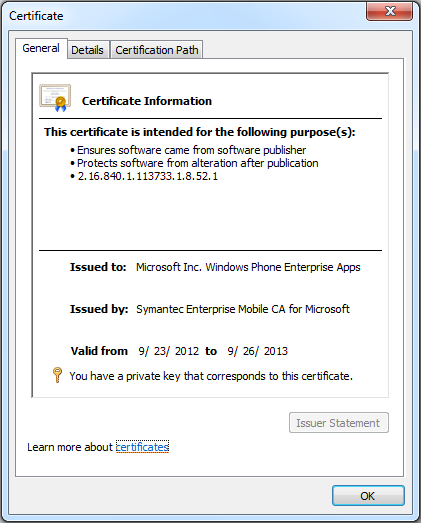 Certificate
General Details Certification Path
Certificate Information
This certificate is intended for the following purpose(s):
• Ensures software came from software publisher
• Protects software from alteration after publication
• 2.16.840.1.113733.1.8.52.1
Issued to: Microsoft Inc. Windows Phone Enterprise Apps
Issued by: Symantec Enterprise Mobile CA for Microsoft
Valid from 9/ 23/ 2012 to 9/ 26/ 2013
You have a private key that corresponds to this certificate.
Issuer Statement
Learn more about certificates
OK